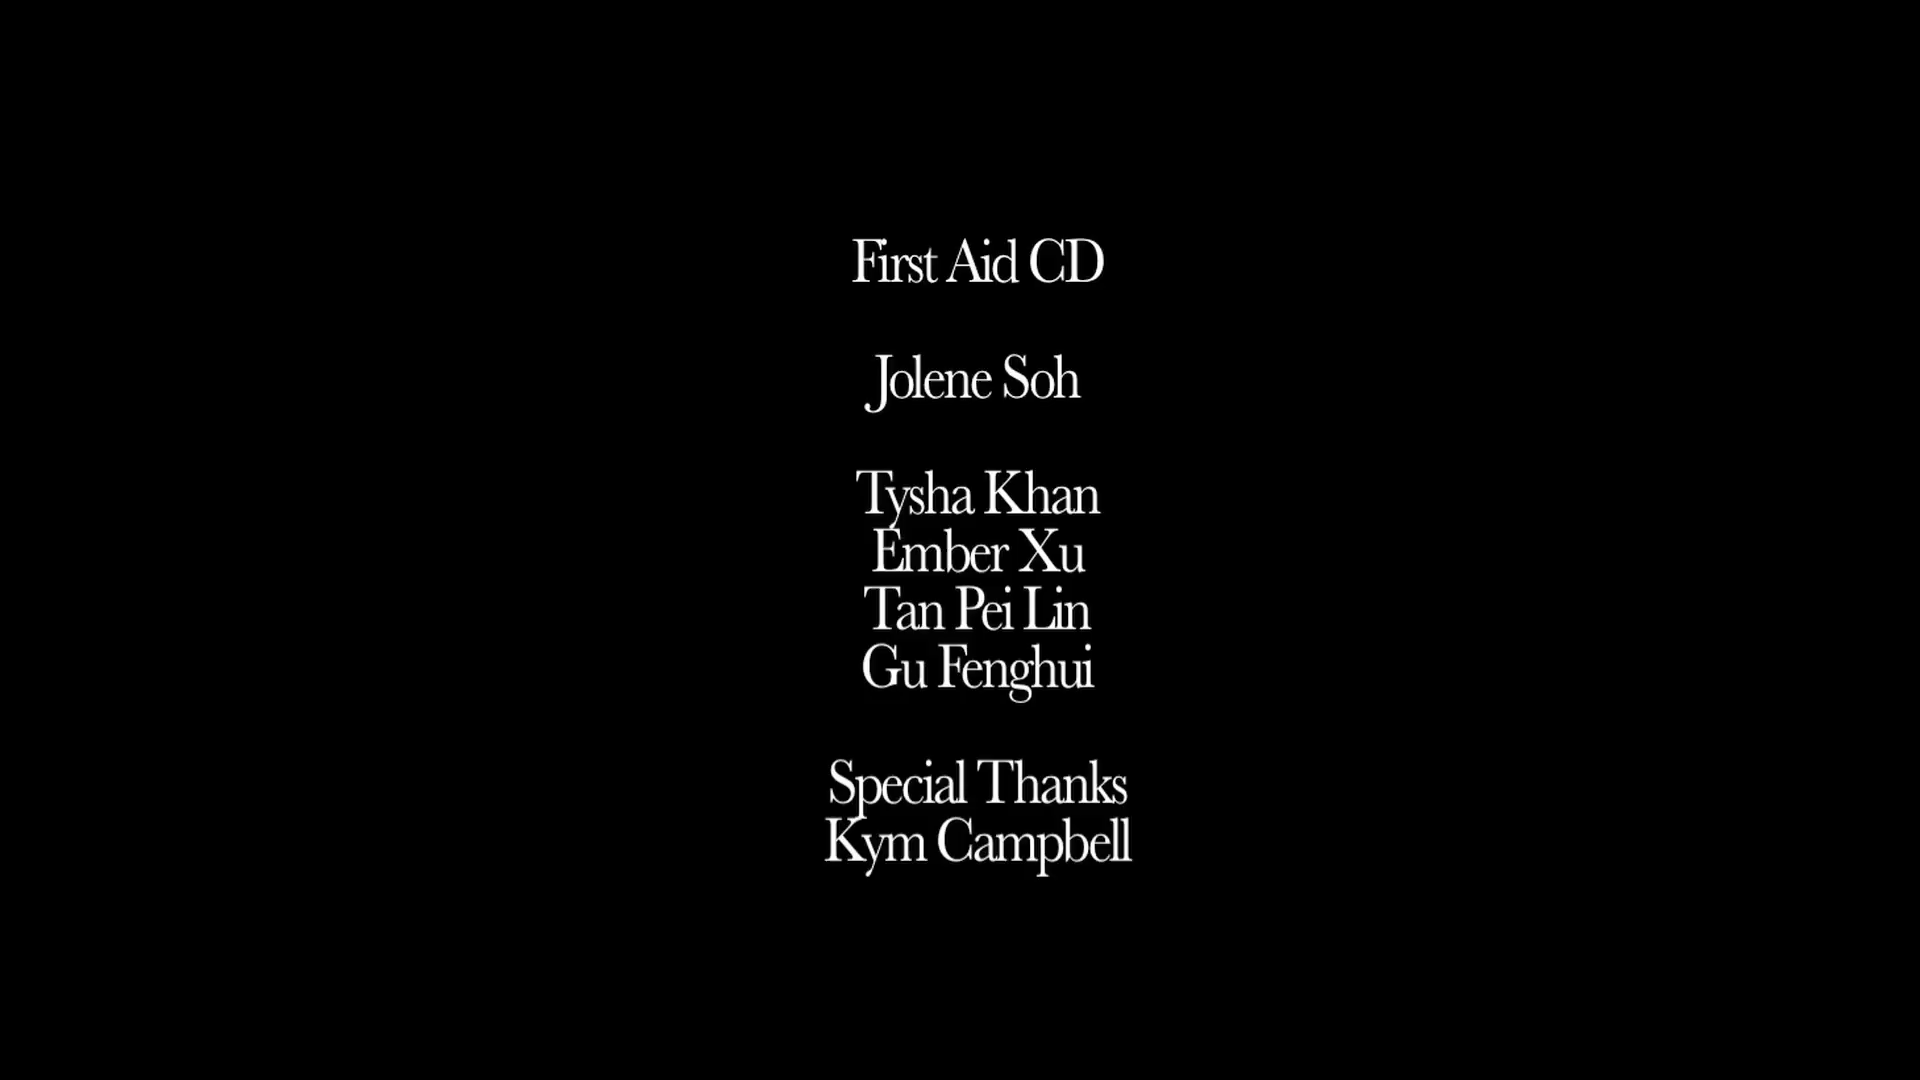 First Aid CD
Jolene Soh
Tysha Khan
Ember Xu
Tan Pei Lin
Gu Fenghui
Special Thanks
Kym Campbell